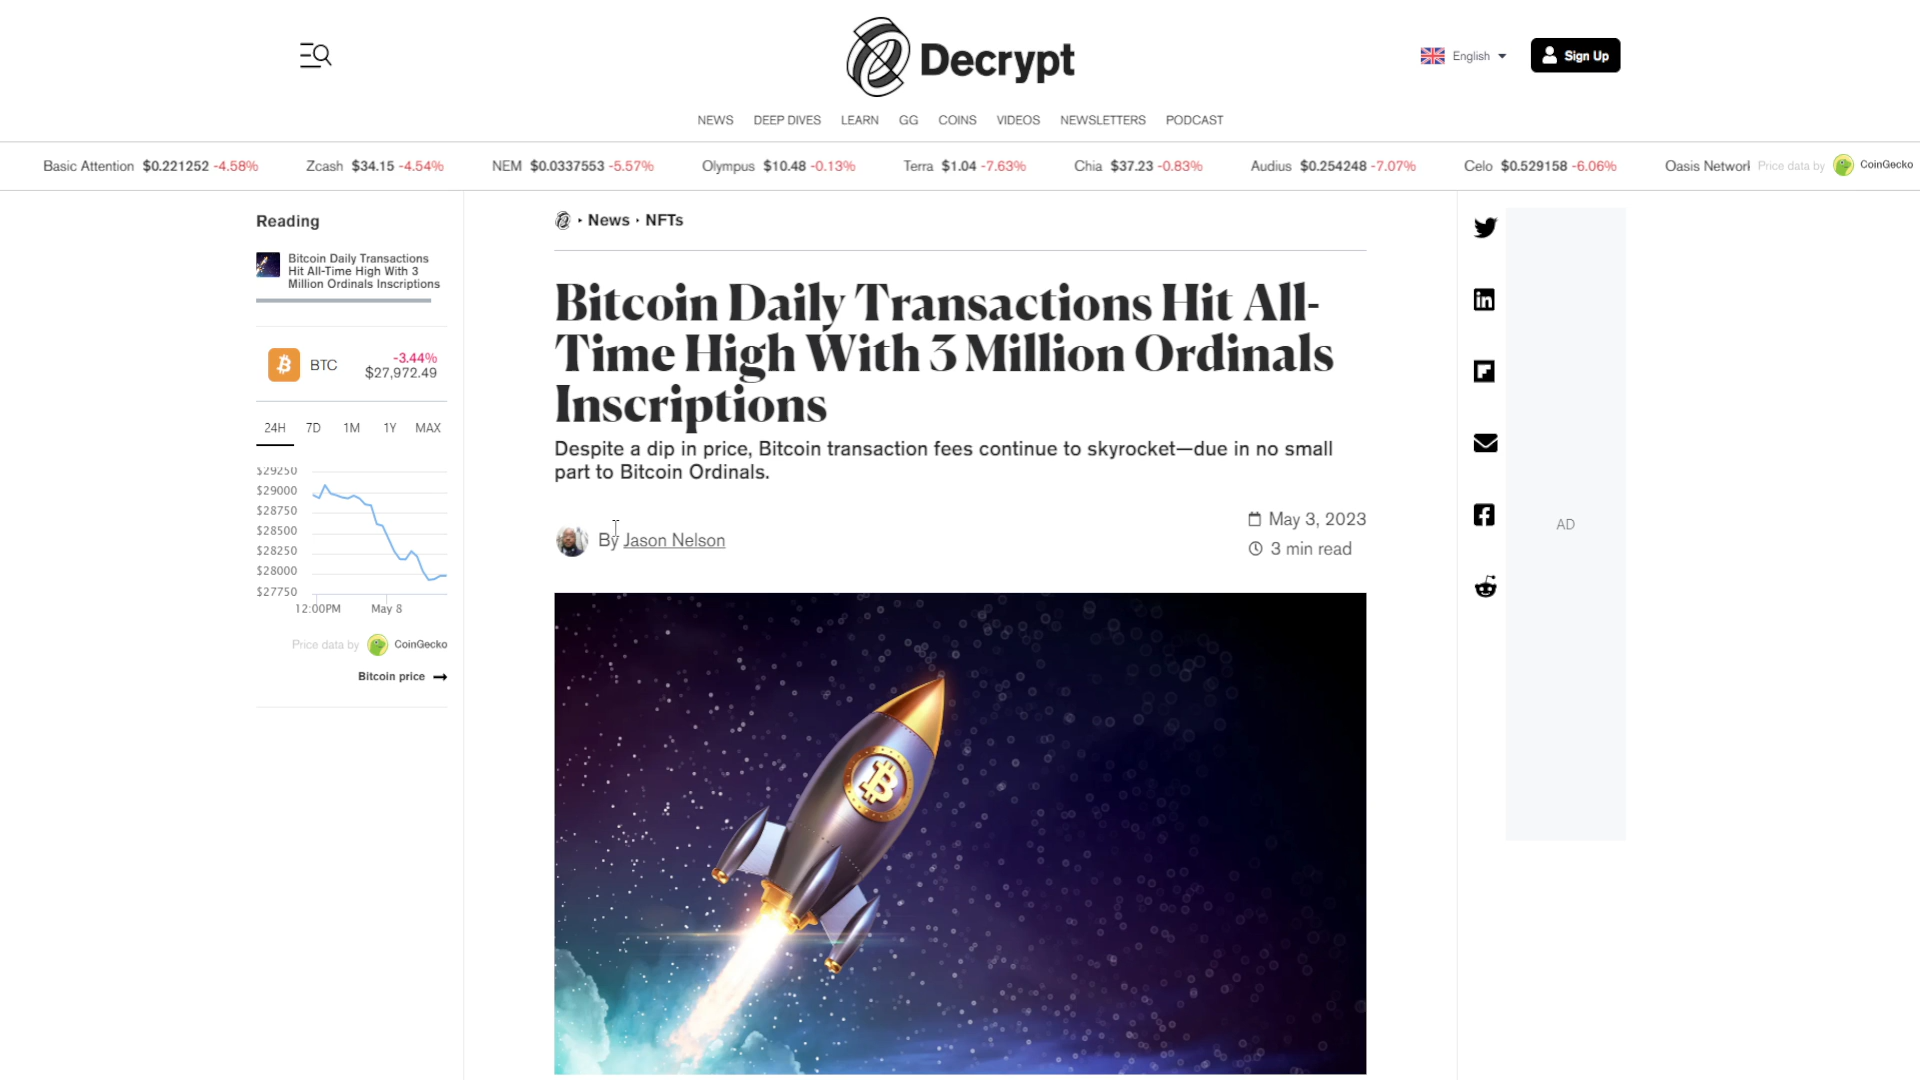 Decrypt
English
Sign Up
NEWS DEEP DIVES LEARN GG COINS VIDEOS NEWSLETTERS PODCAST
Basic Attention $0.221252 -4.58% Zcash $34.15 -4.54% NEM $0.0337553 -5.57% Olympus $10.48 -0.13% Terra $1.04 -7.63% Chia $37.23 -0.83% Audius $0.254248 -7.07% Celo $0.529158 -6.06% Oasis Network Price data by CoinGecko
Reading
Bitcoin Daily Transactions
Hit All-Time High With 3
Million Ordinals Inscriptions
BTC
-3.44%
$27,972.49
24H 7D 1M 1Y MAX
$29250
$29000
$28750
$28500
$28250
$28000
$27750
12:00PM May 8
Price data by CoinGecko
Bitcoin price
News · NFTs
Bitcoin Daily Transactions Hit All-
Time High With 3 Million Ordinals
Inscriptions
Despite a dip in price, Bitcoin transaction fees continue to skyrocket—due in no small
part to Bitcoin Ordinals.
By Jason Nelson
May 3, 2023
3 min read
AD